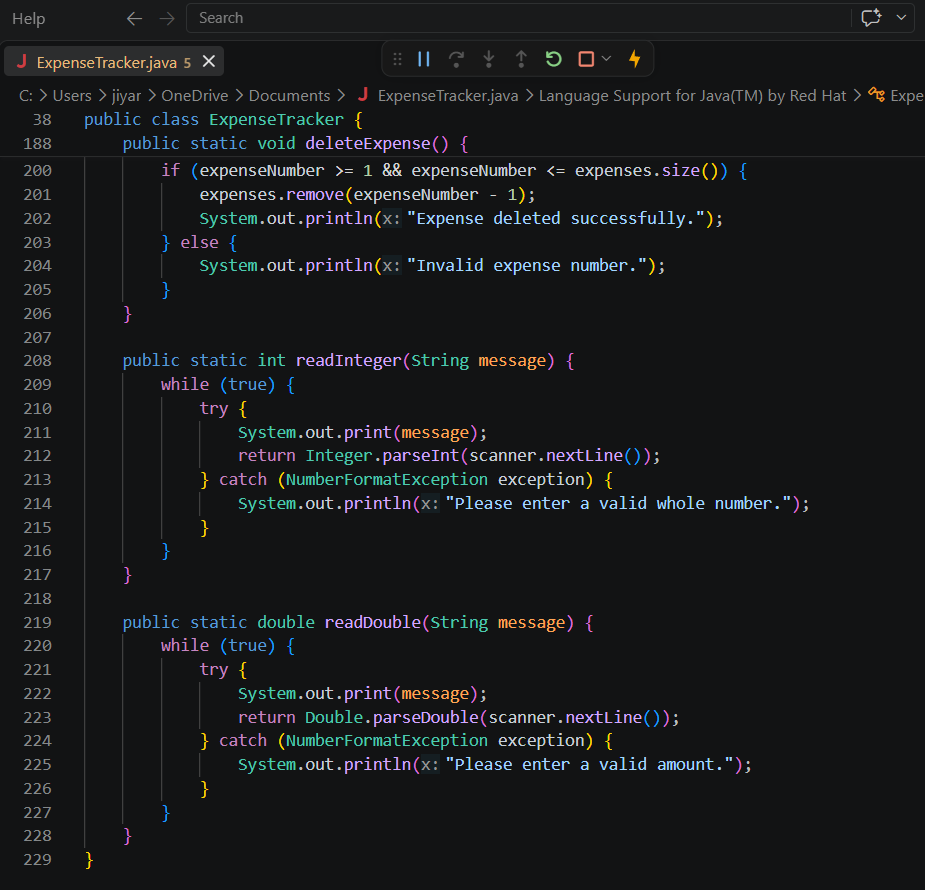 Help
Search
ExpenseTracker.java 5
C: > Users > jiyar > OneDrive > Documents > ExpenseTracker.java > Language Support for Java(TM) by Red Hat > Expe
38 public class ExpenseTracker {
188     public static void deleteExpense() {
200         if (expenseNumber >= 1 && expenseNumber <= expenses.size()) {
201             expenses.remove(expenseNumber - 1);
202             System.out.println(x: "Expense deleted successfully.");
203         } else {
204             System.out.println(x: "Invalid expense number.");
205         }
206     }
207
208     public static int readInteger(String message) {
209         while (true) {
210             try {
211                 System.out.print(message);
212                 return Integer.parseInt(scanner.nextLine());
213             } catch (NumberFormatException exception) {
214                 System.out.println(x: "Please enter a valid whole number.");
215             }
216         }
217     }
218
219     public static double readDouble(String message) {
220         while (true) {
221             try {
222                 System.out.print(message);
223                 return Double.parseDouble(scanner.nextLine());
224             } catch (NumberFormatException exception) {
225                 System.out.println(x: "Please enter a valid amount.");
226             }
227         }
228     }
229 }